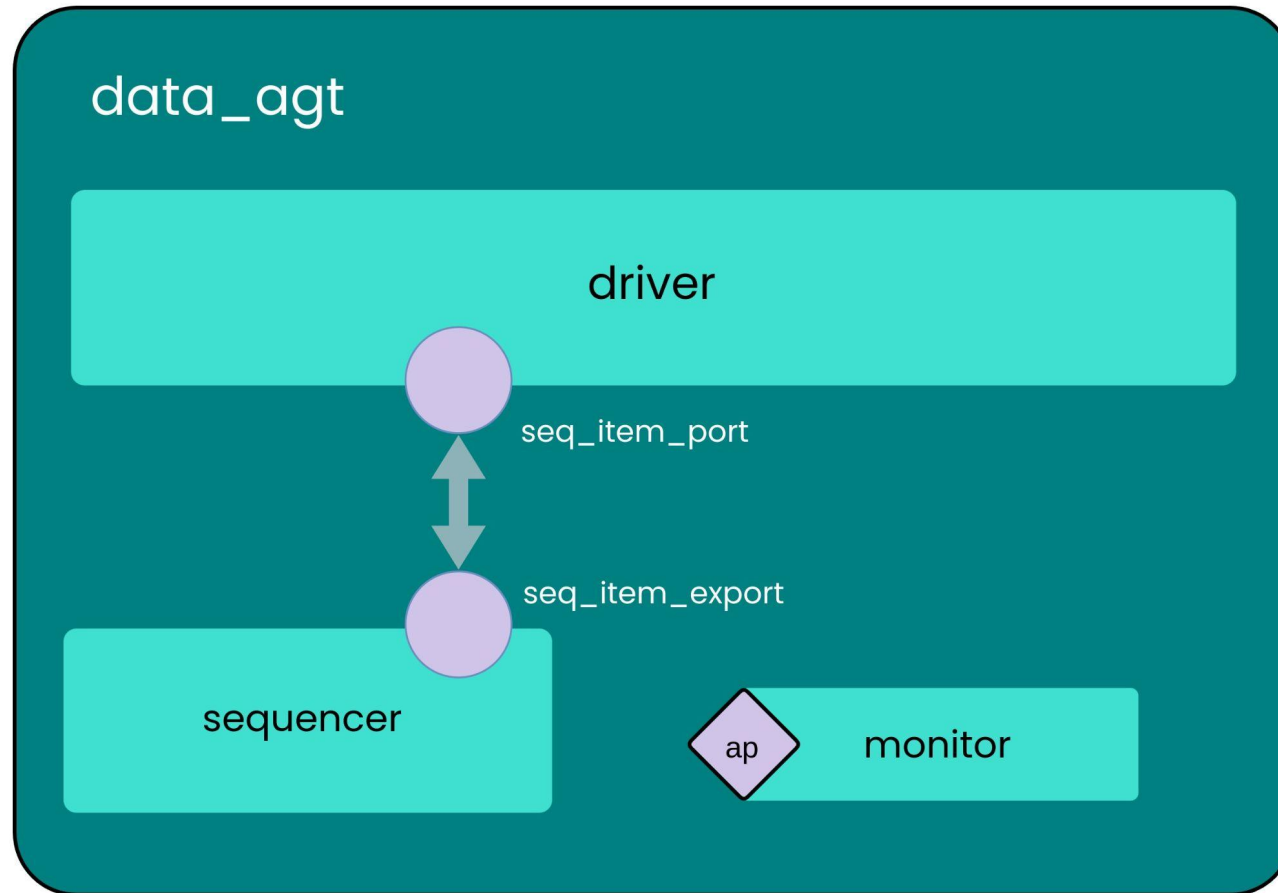 data_agt
driver
seq_item_port
seq_item_export
sequencer
ap
monitor